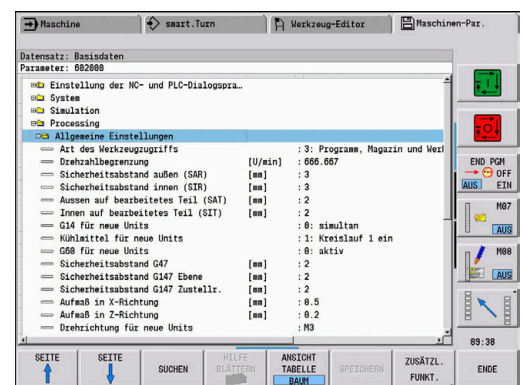 Maschine
smart.Turn
Werkzeug-Editor
Maschinen-Par.
Datensatz: Basisdaten
Parameter: 602000
Einstellung der NC- und PLC-Dialogspra…
System
Simulation
Processing
Allgemeine Einstellungen
Art des Werkzeugzugriffs : 3: Programm, Magazin und Werk
Drehzahlbegrenzung [U/min] : 666.667
Sicherheitsabstand außen (SAR) [mm] : 3
Sicherheitsabstand innen (SIR) [mm] : 3
Aussen auf bearbeitetes Teil (SAT) [mm] : 2
Innen auf bearbeitetes Teil (SIT) [mm] : 2
G14 für neue Units : 0: simultan
Kühlmittel für neue Units : 1: Kreislauf 1 ein
G60 für neue Units : 0: aktiv
Sicherheitsabstand G47 [mm] : 2
Sicherheitsabstand G147 Ebene [mm] : 2
Sicherheitsabstand G147 Zustellr. [mm] : 2
Aufmaß in X-Richtung [mm] : 0.5
Aufmaß in Z-Richtung [mm] : 0.2
Drehrichtung für neue Units : M3
END PGM
OFF
AUS EIN
M07
AUS
M08
AUS
09:38
SEITE
SEITE
SUCHEN
HILFE
BLÄTTERN
ANSICHT
TABELLE
BAUM
SPEICHERN
ZUSÄTZL.
FUNKT.
ENDE